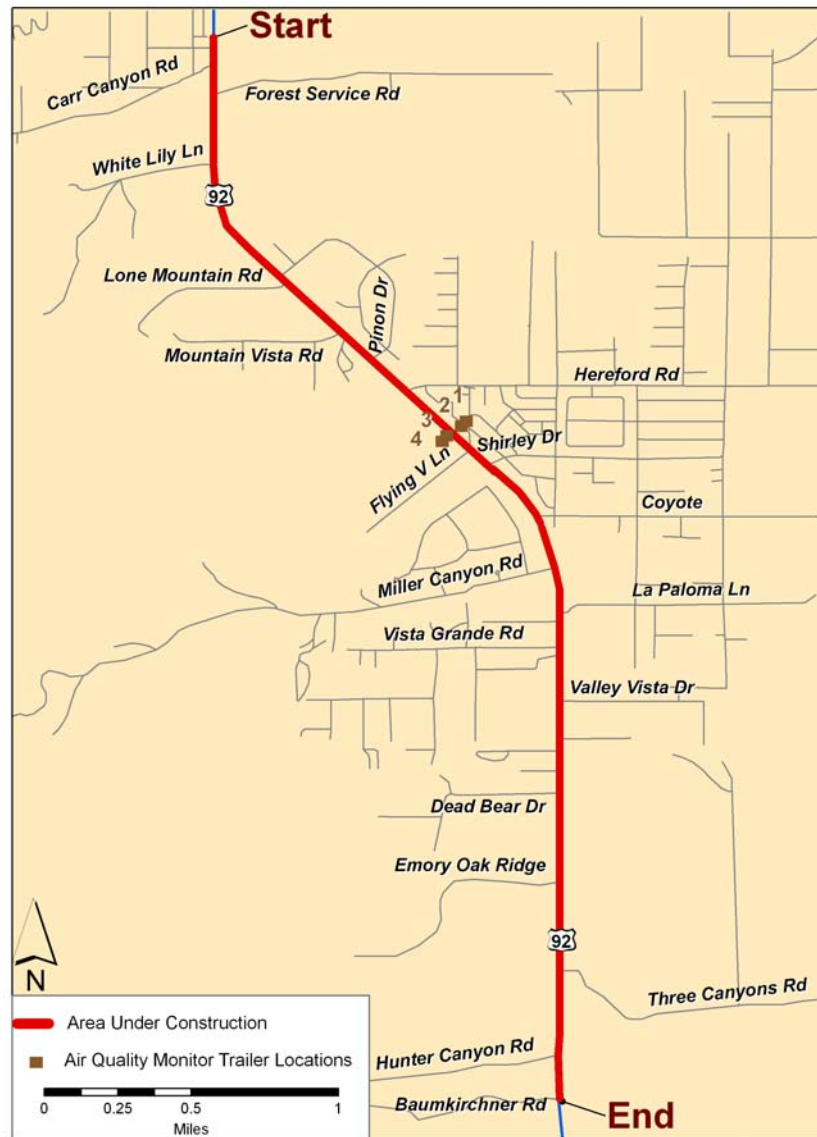 Start
Carr Canyon Rd
Forest Service Rd
White Lily Ln
92
Lone Mountain Rd
Pinon Dr
Mountain Vista Rd
Hereford Rd
1
2
3
4
Shirley Dr
Flying V Ln
Coyote
Miller Canyon Rd
La Paloma Ln
Vista Grande Rd
Valley Vista Dr
Dead Bear Dr
Emory Oak Ridge
92
Three Canyons Rd
N
Area Under Construction
Air Quality Monitor Trailer Locations
0 0.25 0.5 1
Miles
Hunter Canyon Rd
Baumkirchner Rd
End